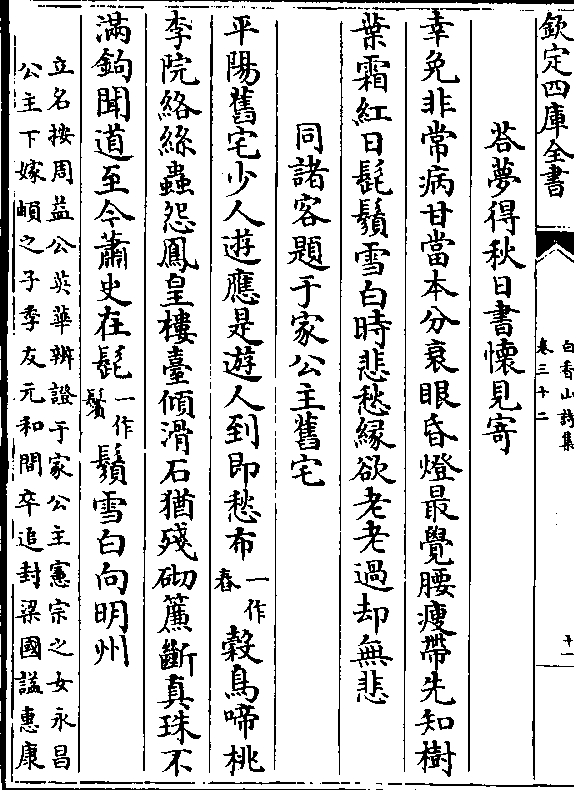 欽定四庫全書
白香山詩集
卷三十二
十一
荅夢得秋日書懷見寄
幸免非常病甘當本分衰眼昏燈最覺腰瘦帶先知樹
葉霜紅日髭鬚雪白時悲愁縁欲老老過却無悲
同諸客題于家公主舊宅
平陽舊宅少人遊應是遊人到即愁布一作春榖鳥啼桃
李院絡絲蟲怨鳳皇樓臺傾滑石猶殘砌簾斷真珠不
滿鉤聞道至今蕭史在髭一作鬢鬚雪白向明州
立名按周益公英華辨證于家公主憲宗之女永昌
公主下嫁頔之子季友元和間卒追封梁國諡惠康